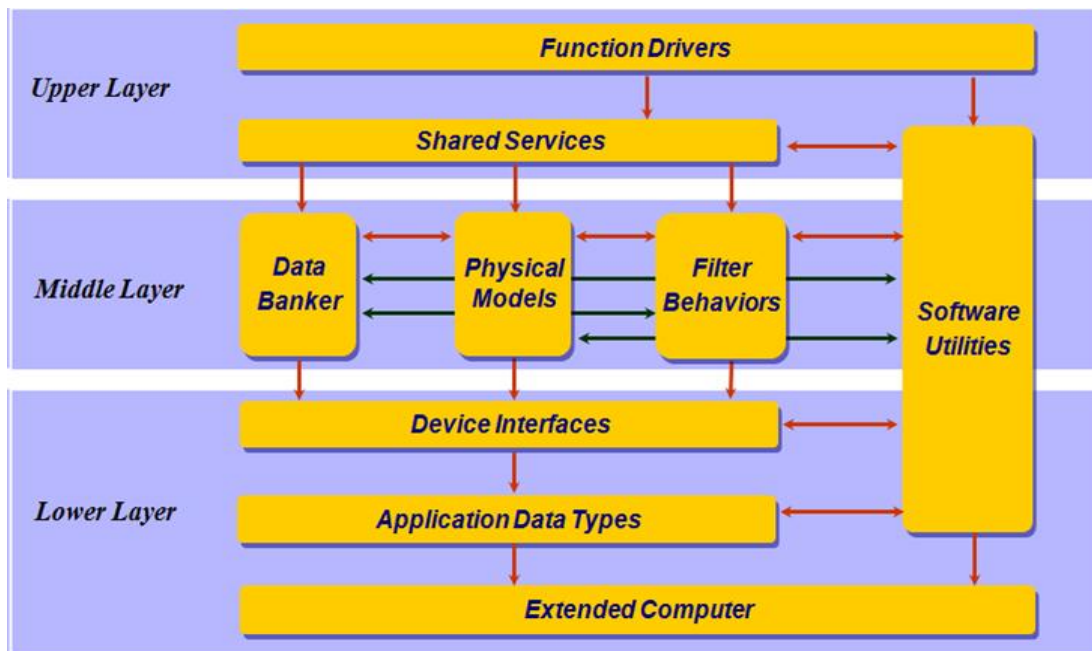 Function Drivers
Upper Layer
Shared Services
Data
Banker
Physical
Models
Filter
Behaviors
Middle Layer
Software
Utilities
Device Interfaces
Lower Layer
Application Data Types
Extended Computer